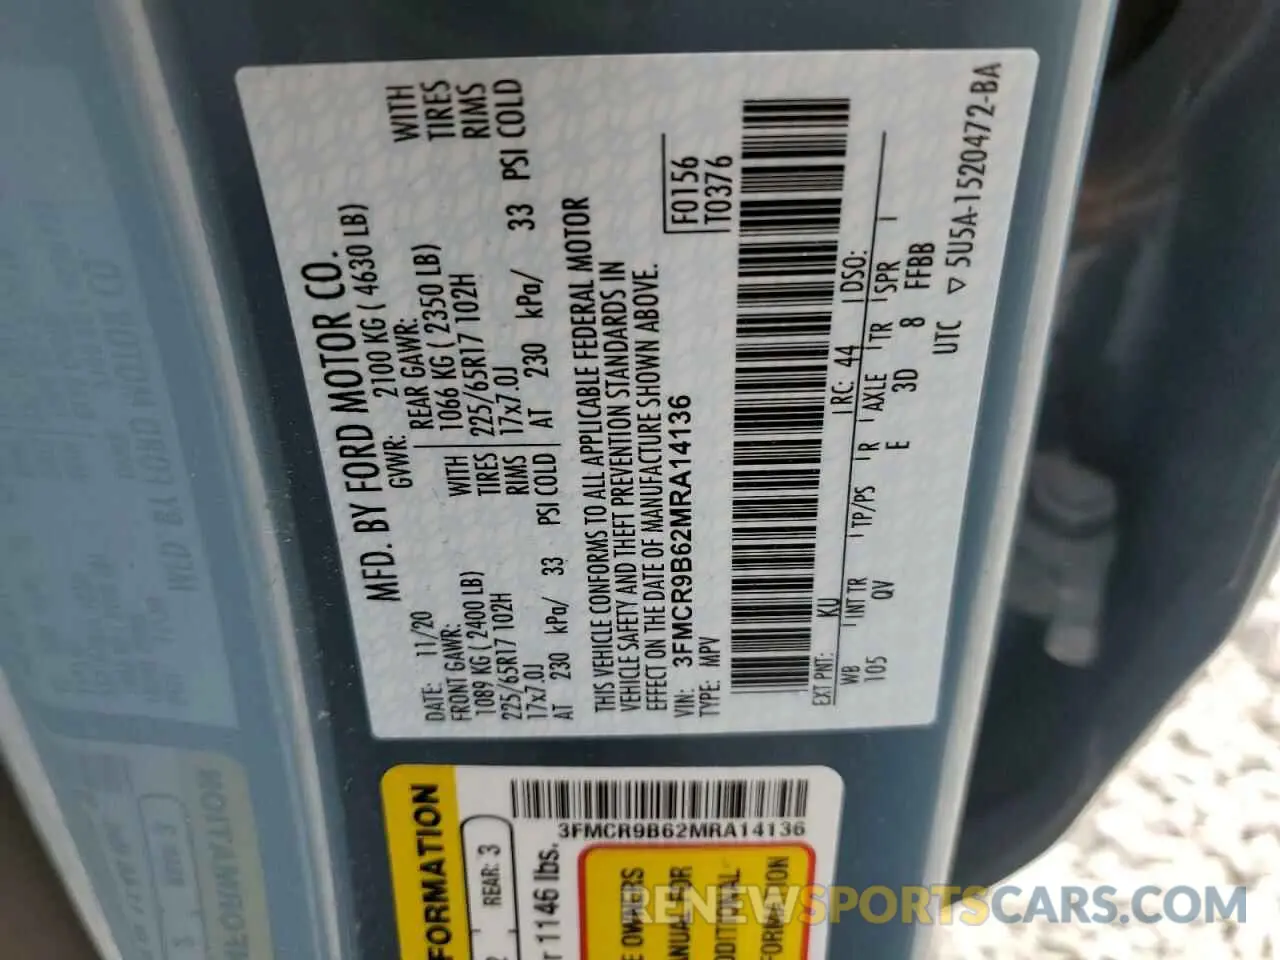 MFD. BY FORD MOTOR CO.
DATE: 11/20 GVWR: 2100 KG ( 4630 LB)
FRONT GAWR: REAR GAWR:
1089 KG ( 2400 LB) WITH 1066 KG ( 2350 LB) WITH
225/65R17 102H TIRES 225/65R17 102H TIRES
17x7.0J RIMS 17x7.0J RIMS
AT 230 kPa/ 33 PSI COLD AT 230 kPa/ 33 PSI COLD
THIS VEHICLE CONFORMS TO ALL APPLICABLE FEDERAL MOTOR
VEHICLE SAFETY AND THEFT PREVENTION STANDARDS IN
EFFECT ON THE DATE OF MANUFACTURE SHOWN ABOVE.
VIN: 3FMCR9B62MRA14136 F0156
TYPE: MPV T0376
EXT PNT: KU RC: 44 DSO:
WB INT TR TP/PS R AXLE TR SPR
105 QV E 3D 8 FFBB
UTC ▽ 5U5A-1520472-BA
FORMATION
REAR: 3
1146 lbs.
3FMCR9B62MRA14136
OWERS
RENEWSPORTSCARS.COM